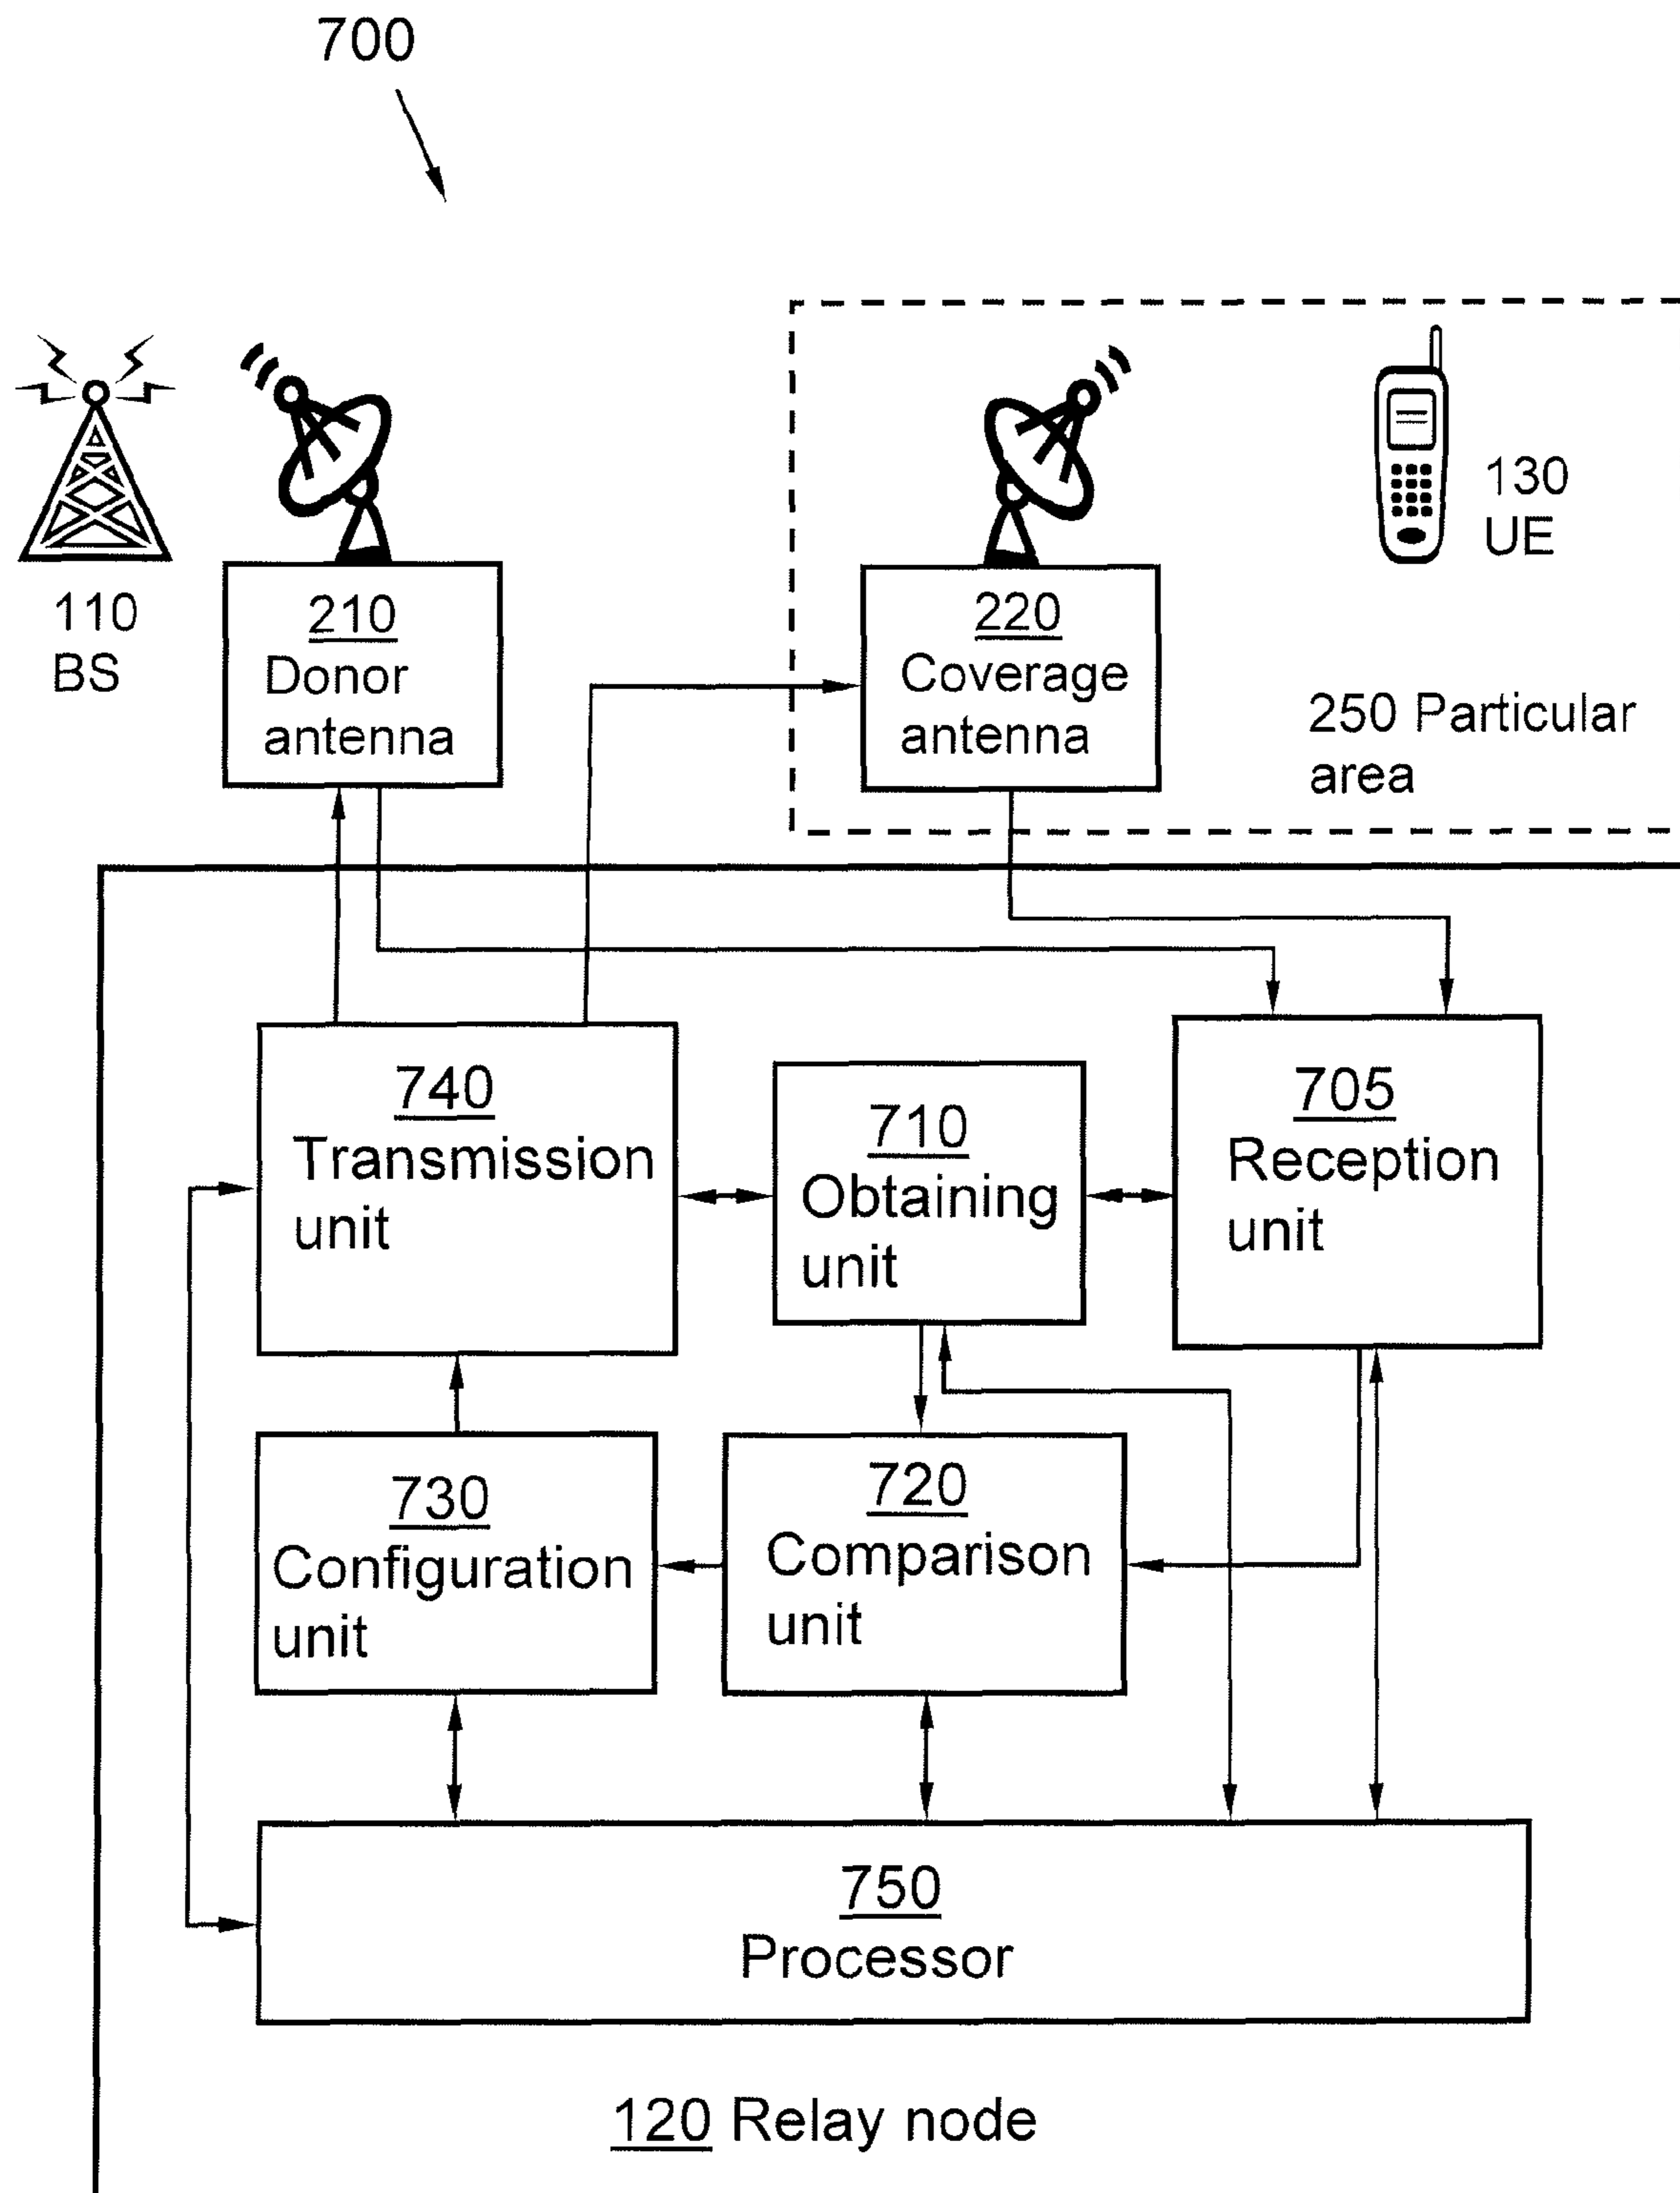 700
130
UE
110
BS
210
Donor
antenna
220
Coverage
antenna
250 Particular
area
740
Transmission
unit
710
Obtaining
unit
705
Reception
unit
730
Configuration
unit
720
Comparison
unit
750
Processor
120 Relay node